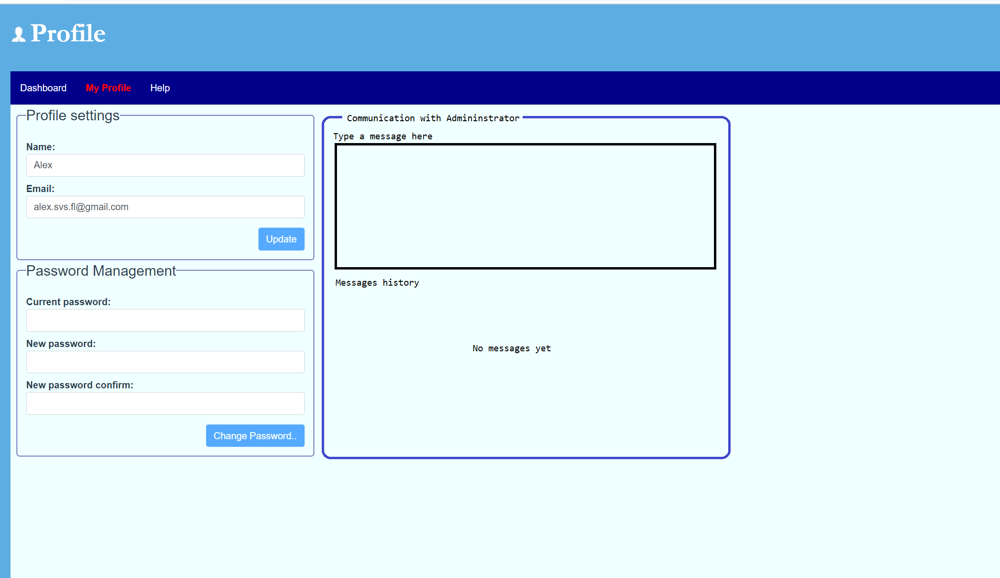 Profile
Dashboard My Profile Help
Profile settings
Name:
Alex
Email:
alex.svs.fl@gmail.com
Update
Password Management
Current password:
New password:
New password confirm:
Change Password..
Communication with Admininstrator
Type a message here
Messages history
No messages yet